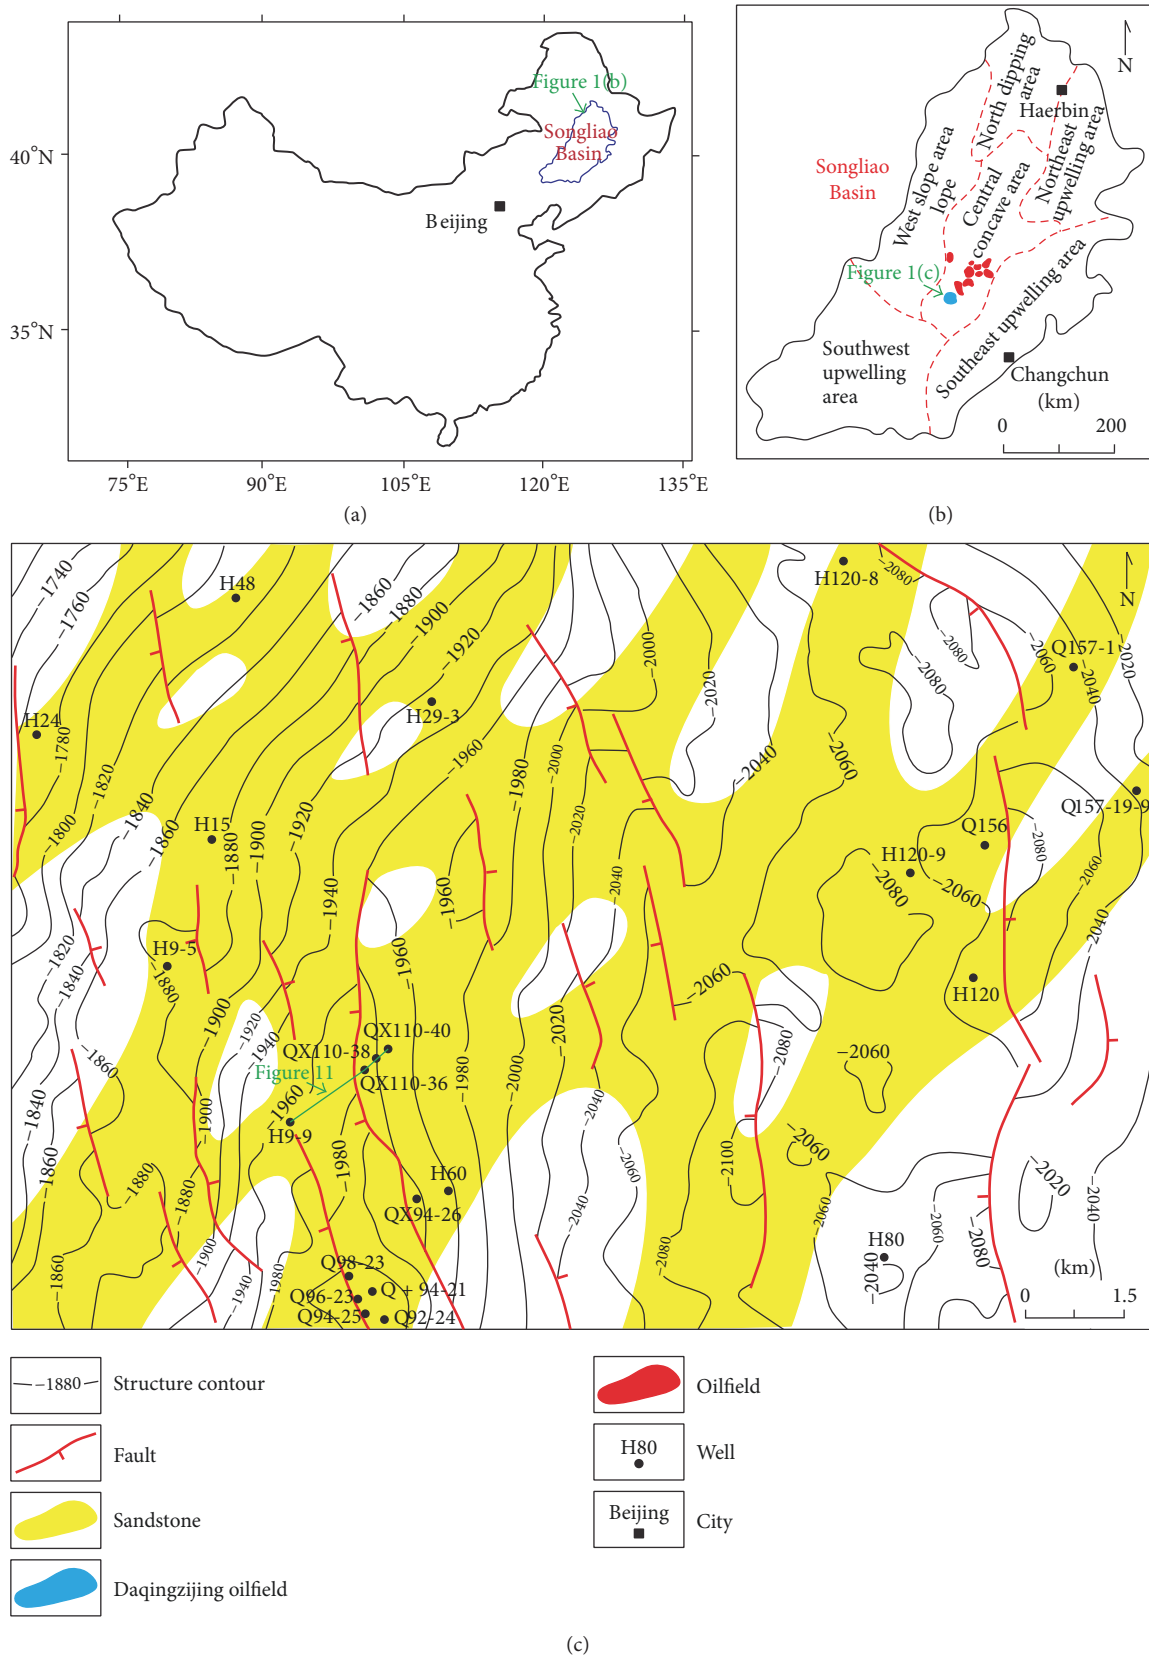 Figure 1(b)
Songliao
Basin
Beijing
40°N
35°N
75°E
90°E
105°E
120°E
135°E
(a)
N
North dipping
area
Haerbin
Songliao
Basin
West slope area
lope
Central
concave area
Northeast
upwelling area
Figure 1(c)
Southeast upwelling area
Southwest
upwelling
area
Changchun
(km)
0
200
(b)
−1740
−1760
H48
−1860
−1880
−1900
−1920
−2000
−2020
H120-8
−2080
N
−2080
−2080
−2060
Q157-1
−2020
−2040
H24
−1780
H29-3
−1960
−1980
−2000
−2020
−2040
−2060
−1800
−1820
−1840
−1860
H15
−1880
−1900
−1920
−1940
−1960
−2040
Q157-19-9
Q156
−2080
H120-9
−2080
−2060
−2060
−2040
−1820
−1840
H9-5
−1880
−1900
−1920
−1940
−1960
−2020
−2060
H120
QX110-40
QX110-38
QX110-36
Figure 11
−1960
H9-9
−1980
−2000
−2040
−2080
−2060
−1860
−1840
−1860
−1900
−1880
−1880
−1980
H60
QX94-26
−2060
−2040
−2100
−2060
−2060
−2060
−2020
−2040
−2080
H80
−2040
−2080
−1860
−1900
−1940
−1980
Q98-23
Q96-23
Q + 94-21
Q94-25
Q92-24
(km)
0
1.5
−1880
Structure contour
Oilfield
Fault
H80
Well
Sandstone
Beijing
City
Daqingzijing oilfield
(c)